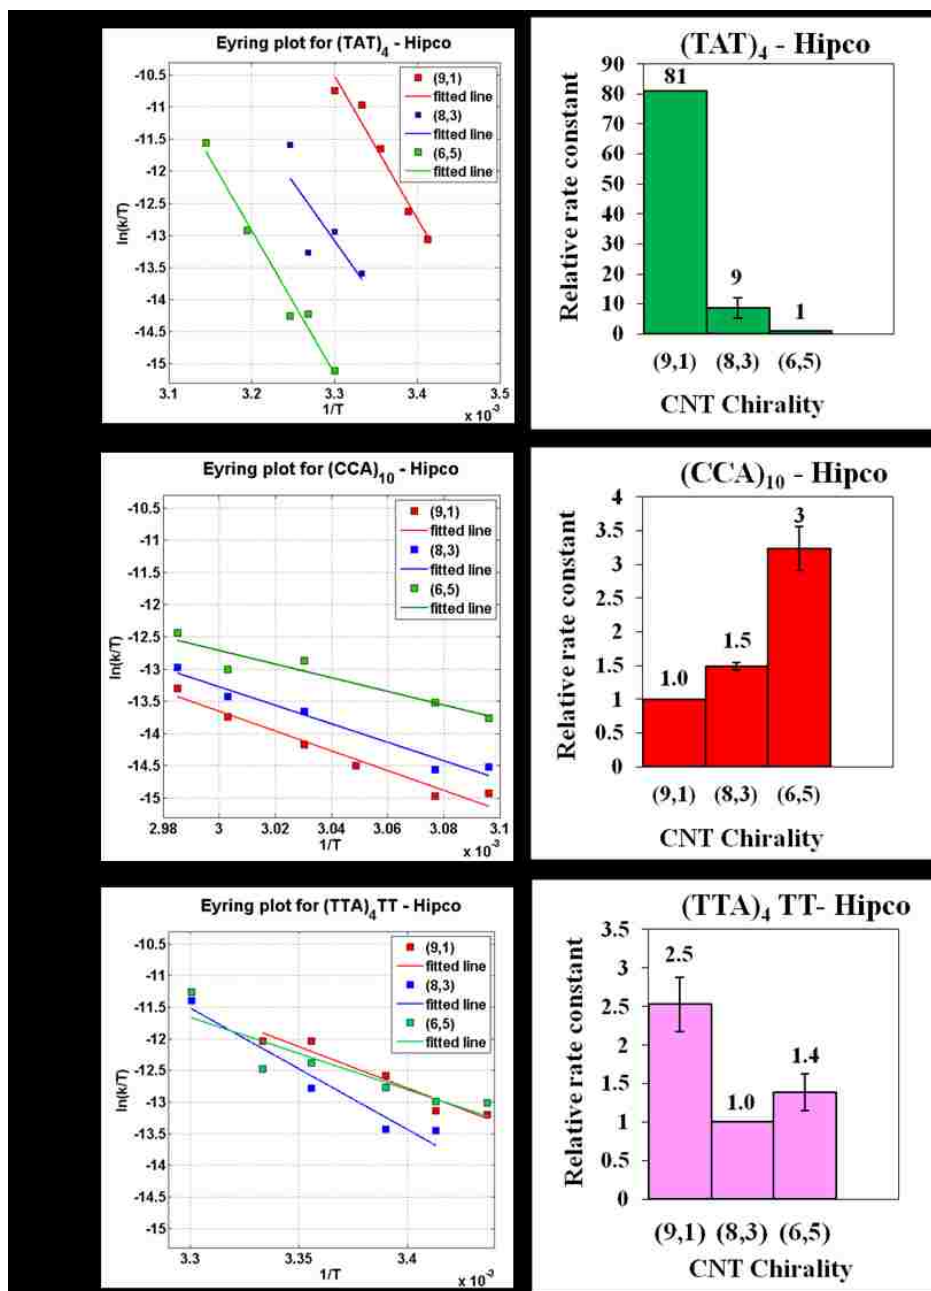 Eyring plot for (TAT)₄ - Hipco
-10.5
-11
-11.5
-12
-12.5
-13
-13.5
-14
-14.5
-15
ln(k/T)
(9,1)
fitted line
(8,3)
fitted line
(6,5)
fitted line
3.1 3.2 3.3 3.4 3.5
1/T
x 10⁻³
(TAT)₄ - Hipco
90
80
70
60
50
40
30
20
10
0
Relative rate constant
81
9
1
(9,1) (8,3) (6,5)
CNT Chirality
Eyring plot for (CCA)₁₀ - Hipco
-10.5
-11
-11.5
-12
-12.5
-13
-13.5
-14
-14.5
-15
ln(k/T)
(9,1)
fitted line
(8,3)
fitted line
(6,5)
fitted line
2.98 3 3.02 3.04 3.06 3.08 3.1
1/T
x 10⁻³
(CCA)₁₀ - Hipco
4
3.5
3
2.5
2
1.5
1
0.5
0
Relative rate constant
1.0
1.5
3
(9,1) (8,3) (6,5)
CNT Chirality
Eyring plot for (TTA)₄TT - Hipco
-10.5
-11
-11.5
-12
-12.5
-13
-13.5
-14
-14.5
-15
ln(k/T)
(9,1)
fitted line
(8,3)
fitted line
(6,5)
fitted line
3.3 3.35 3.4
1/T
x 10⁻³
(TTA)₄ TT- Hipco
3.5
3
2.5
2
1.5
1
0.5
0
Relative rate constant
2.5
1.0
1.4
(9,1) (8,3) (6,5)
CNT Chirality